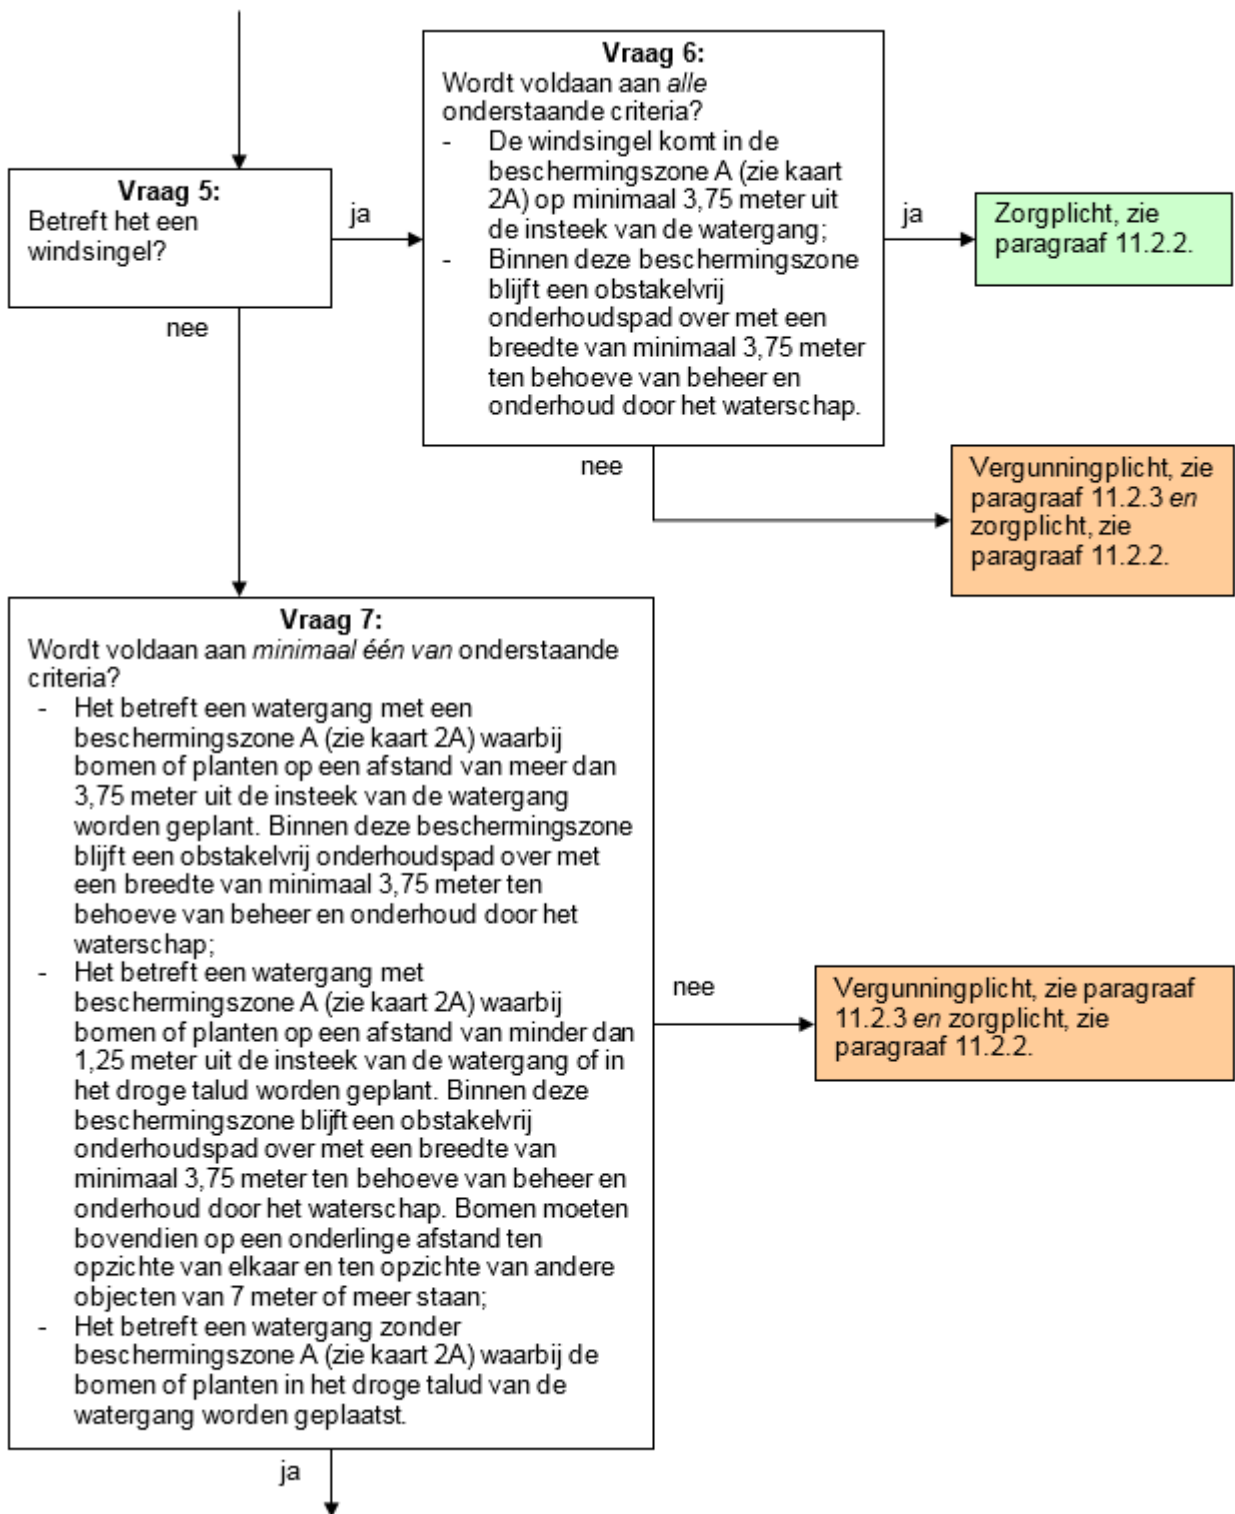 Vraag 5:
Betreft het een
windsingel?
ja
nee
Vraag 6:
Wordt voldaan aan alle
onderstaande criteria?
- De windsingel komt in de
beschermingszone A (zie kaart
2A) op minimaal 3,75 meter uit
de insteek van de watergang;
- Binnen deze beschermingszone
blijft een obstakelvrij
onderhoudspad over met een
breedte van minimaal 3,75 meter
ten behoeve van beheer en
onderhoud door het waterschap.
ja
Zorgplicht, zie
paragraaf 11.2.2.
nee
Vergunningplicht, zie
paragraaf 11.2.3 en
zorgplicht, zie
paragraaf 11.2.2.
Vraag 7:
Wordt voldaan aan minimaal één van onderstaande
criteria?
- Het betreft een watergang met een
beschermingszone A (zie kaart 2A) waarbij
bomen of planten op een afstand van meer dan
3,75 meter uit de insteek van de watergang
worden geplant. Binnen deze beschermingszone
blijft een obstakelvrij onderhoudspad over met
een breedte van minimaal 3,75 meter ten
behoeve van beheer en onderhoud door het
waterschap;
- Het betreft een watergang met
beschermingszone A (zie kaart 2A) waarbij
bomen of planten op een afstand van minder dan
1,25 meter uit de insteek van de watergang of in
het droge talud worden geplant. Binnen deze
beschermingszone blijft een obstakelvrij
onderhoudspad over met een breedte van
minimaal 3,75 meter ten behoeve van beheer en
onderhoud door het waterschap. Bomen moeten
bovendien op een onderlinge afstand ten
opzichte van elkaar en ten opzichte van andere
objecten van 7 meter of meer staan;
- Het betreft een watergang zonder
beschermingszone A (zie kaart 2A) waarbij de
bomen of planten in het droge talud van de
watergang worden geplaatst.
nee
Vergunningplicht, zie paragraaf
11.2.3 en zorgplicht, zie
paragraaf 11.2.2.
ja